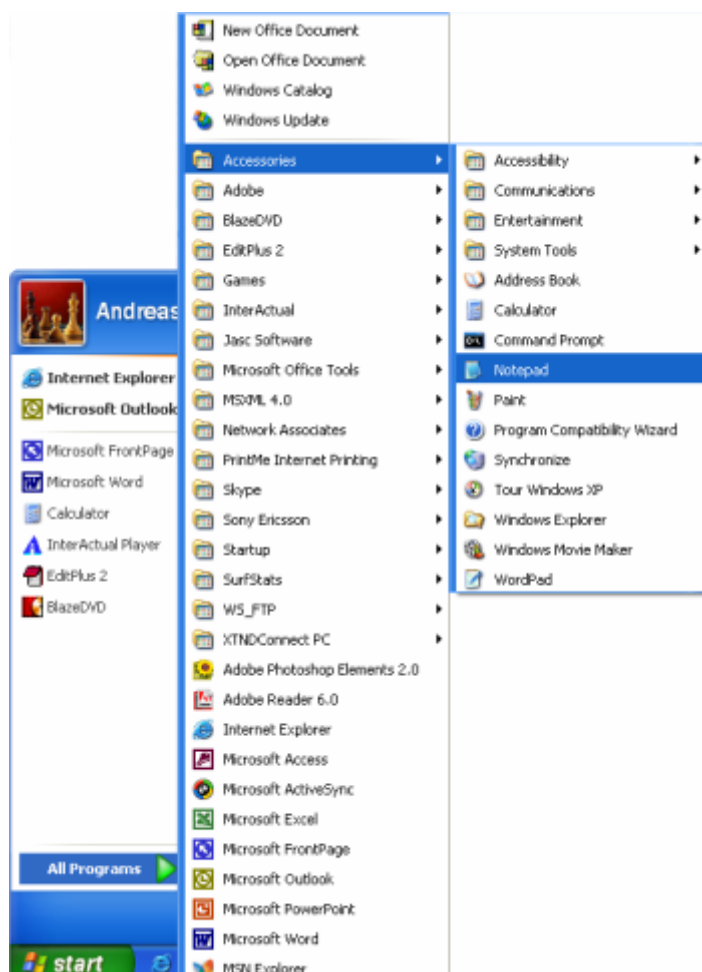 New Office Document
Open Office Document
Windows Catalog
Windows Update
Accessories
Adobe
BlazeDVD
EditPlus 2
Games
InterActual
Jasc Software
Microsoft Office Tools
MSXML 4.0
Network Associates
PrintMe Internet Printing
Skype
Sony Ericsson
Startup
SurfStats
WS_FTP
XTNDConnect PC
Adobe Photoshop Elements 2.0
Adobe Reader 6.0
Internet Explorer
Microsoft Access
Microsoft ActiveSync
Microsoft Excel
Microsoft FrontPage
Microsoft Outlook
Microsoft PowerPoint
Microsoft Word
MSN Explorer
Accessibility
Communications
Entertainment
System Tools
Address Book
Calculator
Command Prompt
Notepad
Paint
Program Compatibility Wizard
Synchronize
Tour Windows XP
Windows Explorer
Windows Movie Maker
WordPad
Andreas
Internet Explorer
Microsoft Outlook
Microsoft FrontPage
Microsoft Word
Calculator
InterActual Player
EditPlus 2
BlazeDVD
All Programs
start